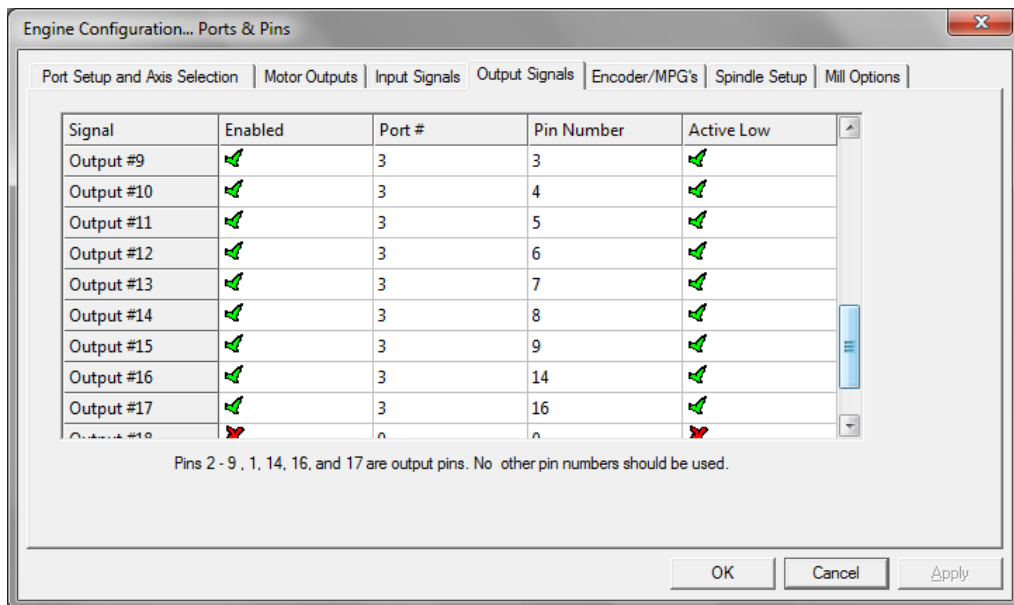 Engine Configuration... Ports & Pins
X
Port Setup and Axis Selection Motor Outputs Input Signals Output Signals Encoder/MPG's Spindle Setup Mill Options
Signal Enabled Port # Pin Number Active Low
Output #9 3 3
Output #10 3 4
Output #11 3 5
Output #12 3 6
Output #13 3 7
Output #14 3 8
Output #15 3 9
Output #16 3 14
Output #17 3 16
Output #18 0 0
Pins 2 - 9 , 1, 14, 16, and 17 are output pins. No other pin numbers should be used.
OK Cancel Apply